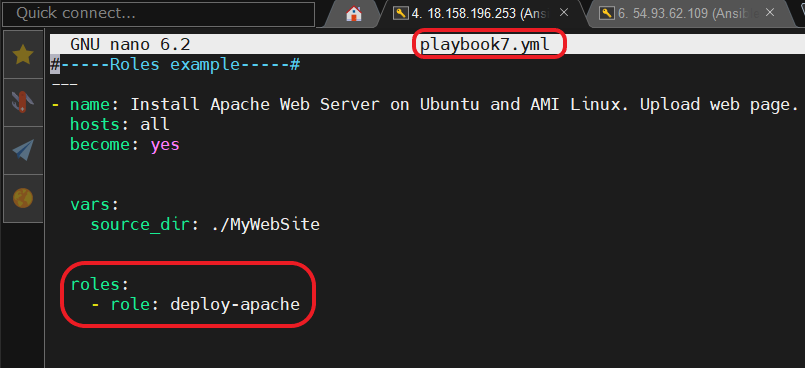 Quick connect...
4. 18.158.196.253 (Ansi
6. 54.93.62.109 (Ansib
GNU nano 6.2 playbook7.yml
#-----Roles example-----#
---
- name: Install Apache Web Server on Ubuntu and AMI Linux. Upload web page.
hosts: all
become: yes
vars:
source_dir: ./MyWebSite
roles:
- role: deploy-apache